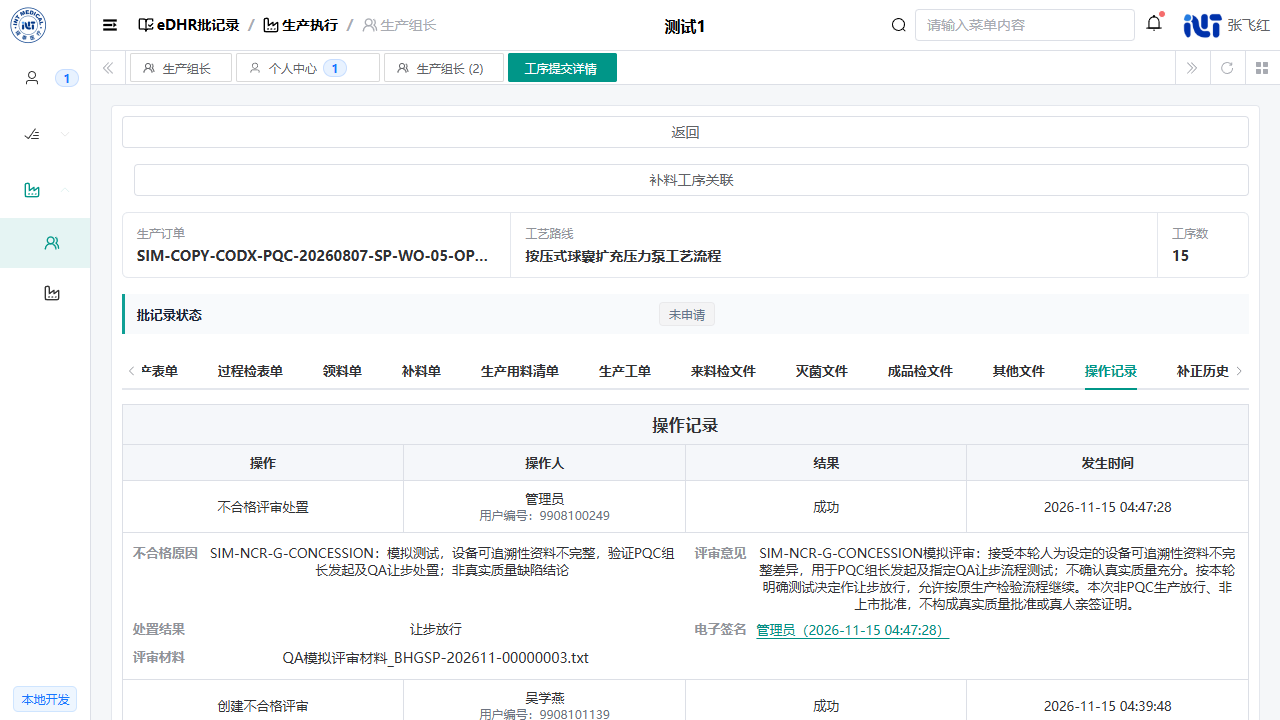 eDHR批记录 / 生产执行 / 生产组长
测试1
请输入菜单内容
iNT 张飞红
1
生产组长
个人中心 1
生产组长 (2)
工序提交详情
返回
补料工序关联
生产订单
SIM-COPY-CODX-PQC-20260807-SP-WO-05-OP...
工艺路线
按压式球囊扩充压力泵工艺流程
工序数
15
批记录状态
未申请
产表单 过程检表单 领料单 补料单 生产用料清单 生产工单 来料检文件 灭菌文件 成品检文件 其他文件 操作记录 补正历史
操作记录
操作 操作人 结果 发生时间
不合格评审处置 管理员 成功 2026-11-15 04:47:28
用户编号：9908100249
不合格原因 SIM-NCR-G-CONCESSION：模拟测试，设备可追溯性资料不完整，验证PQC组
长发起及QA让步处置；非真实质量缺陷结论
评审意见 SIM-NCR-G-CONCESSION模拟评审：接受本轮人为设定的设备可追溯性资料不完
整差异，用于PQC组长发起及指定QA让步流程测试；不确认真实质量充分。按本轮
明确测试决定作让步放行，允许按原生产检验流程继续。本次非PQC生产放行、非
上市批准，不构成真实质量批准或真人亲签证明。
处置结果 让步放行
电子签名 管理员（2026-11-15 04:47:28）
评审材料 QA模拟评审材料_BHGSP-202611-00000003.txt
创建不合格评审 吴学燕 成功 2026-11-15 04:39:48
用户编号：9908101139
本地开发